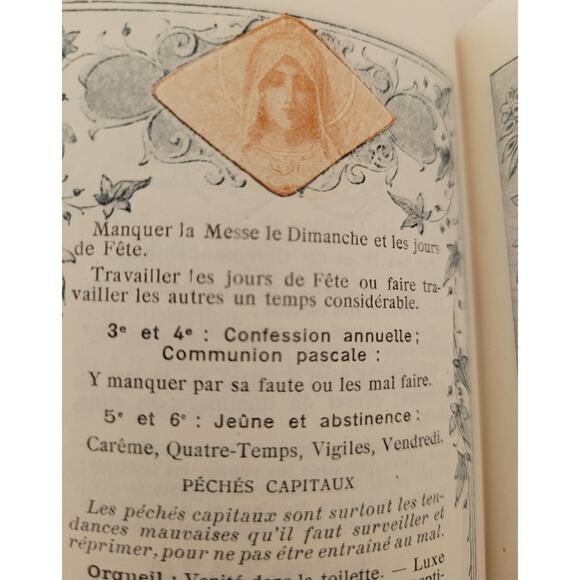 Manquer la Messe le Dimanche et les jours
de Fête.
Travailler les jours de Fête ou faire tra-
vailler les autres un temps considérable.
3e et 4e : Confession annuelle;
Communion pascale :
Y manquer par sa faute ou les mal faire.
5e et 6e : Jeûne et abstinence :
Carême, Quatre-Temps, Vigiles, Vendredi.
PÉCHÉS CAPITAUX
Les péchés capitaux sont surtout les ten-
dances mauvaises qu'il faut surveiller et
réprimer, pour ne pas être entraîné au mal.
Orgueil : Vanité dans la toilette. — Luxe